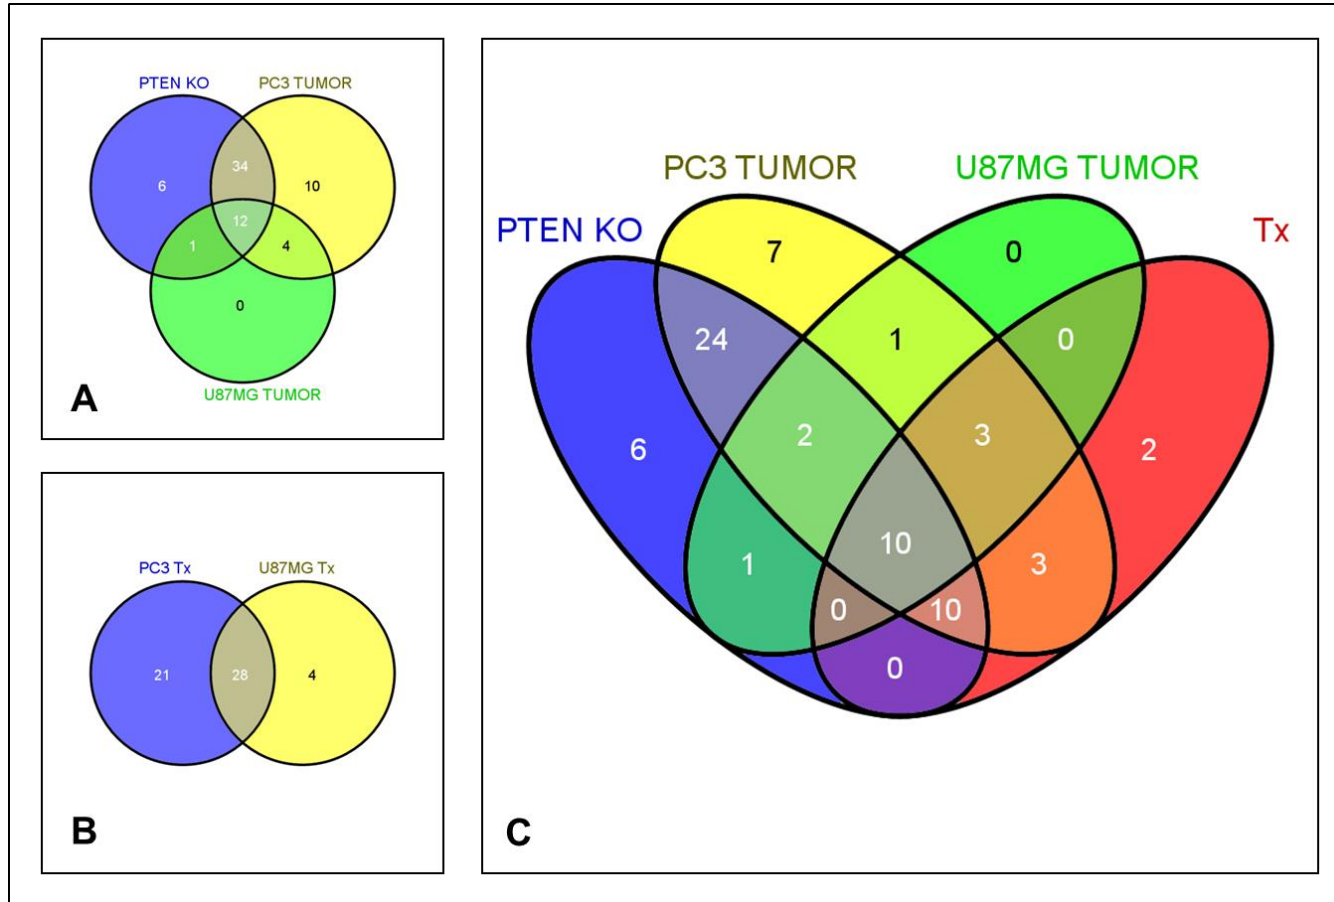 PTEN KO PC3 TUMOR
34
6 10
12
1 4
0
U87MG TUMOR
A
PC3 Tx U87MG Tx
21 28 4
B
PC3 TUMOR U87MG TUMOR
PTEN KO Tx
7 0
24 1 0
6 2 3 2
10
1 3
0 10
0
C